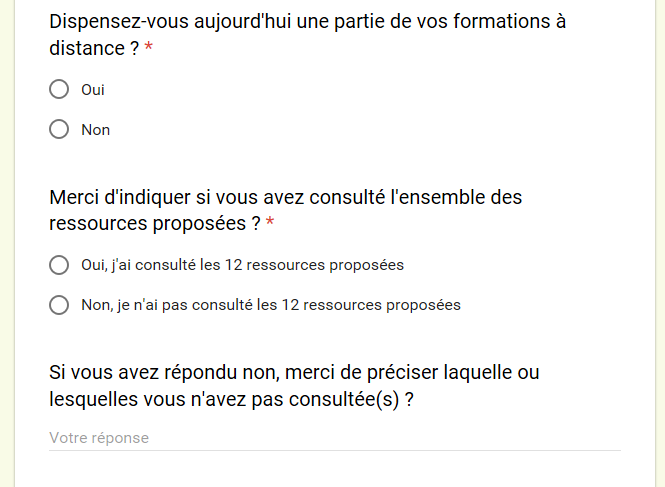 Dispensez-vous aujourd'hui une partie de vos formations à
distance ? *
Oui
Non
Merci d'indiquer si vous avez consulté l'ensemble des
ressources proposées ? *
Oui, j'ai consulté les 12 ressources proposées
Non, je n'ai pas consulté les 12 ressources proposées
Si vous avez répondu non, merci de préciser laquelle ou
lesquelles vous n'avez pas consultée(s) ?
Votre réponse